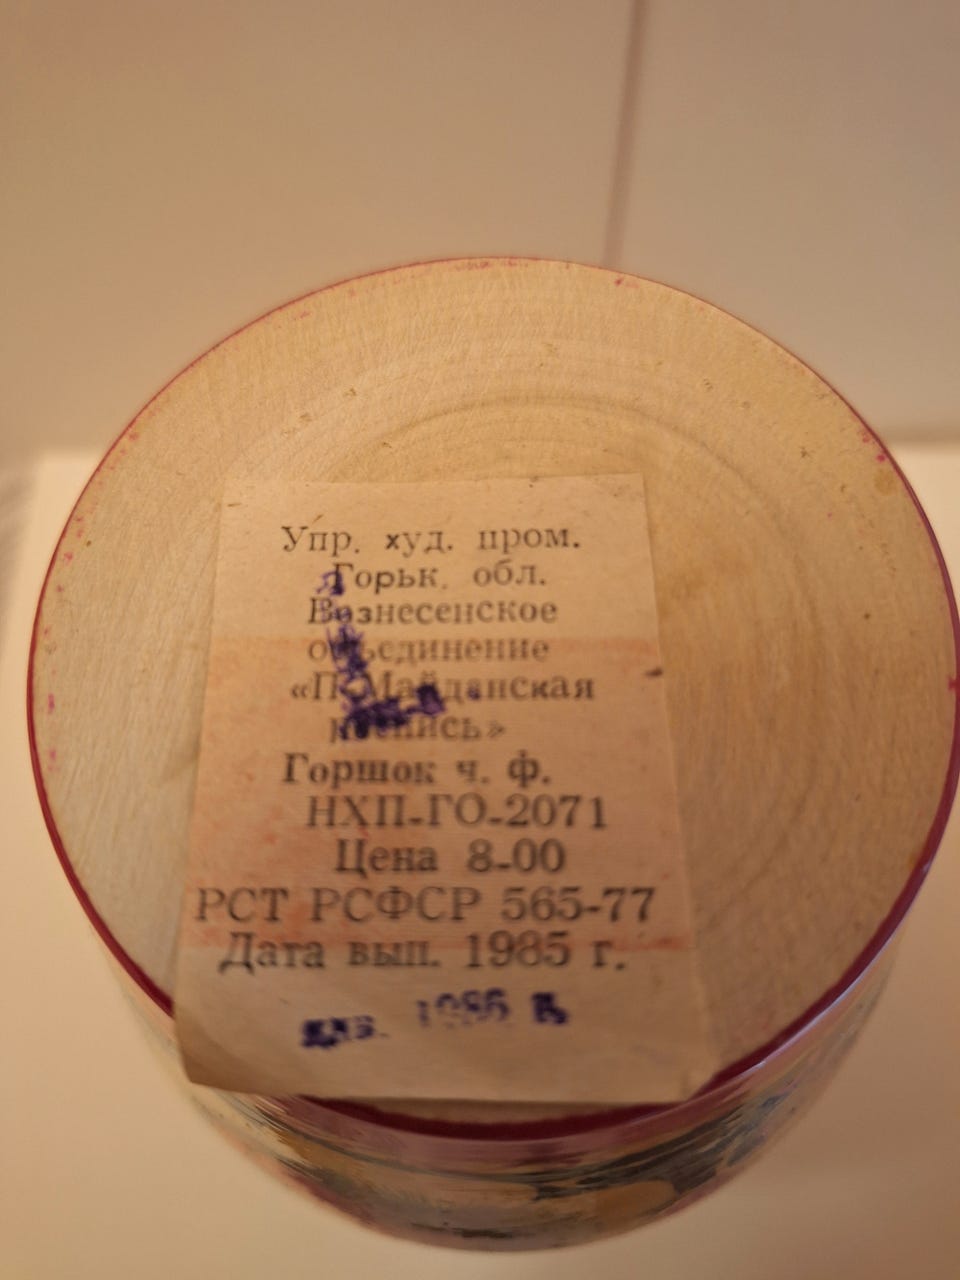 Упр. худ. пром.
Горьк. обл.
Вознесенское
объединение
«П-Майданская
роспись»
Горшок ч. ф.
НХП-ГО-2071
Цена 8-00
РСТ РСФСР 565-77
Дата вып. 1985 г.
1986